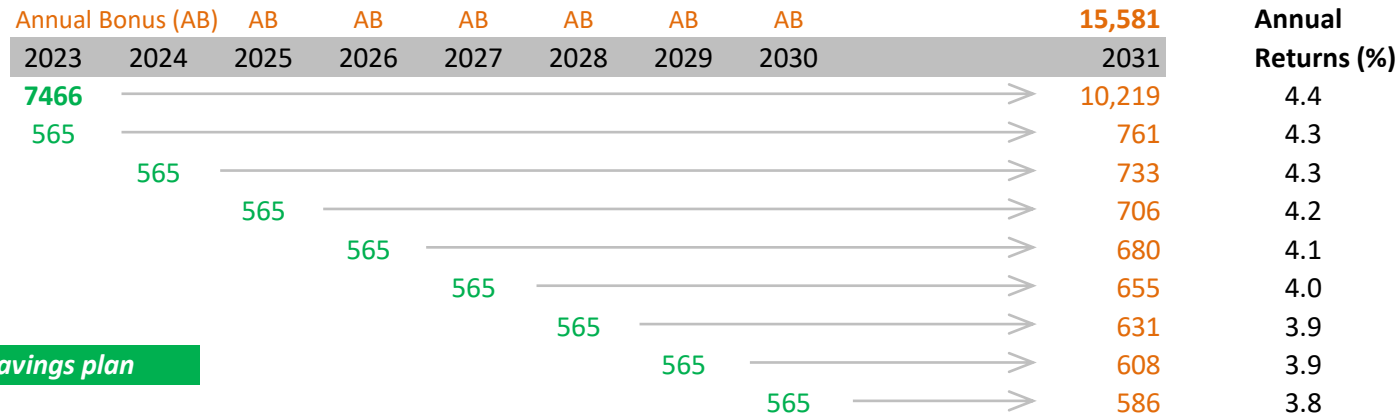 Annual Bonus (AB) AB AB AB AB AB AB 15,581 Annual
2023 2024 2025 2026 2027 2028 2029 2030 2031 Returns (%)
7466 10,219 4.4
565 761 4.3
565 733 4.3
565 706 4.2
565 680 4.1
565 655 4.0
565 631 3.9
avings plan 565 608 3.9
565 586 3.8